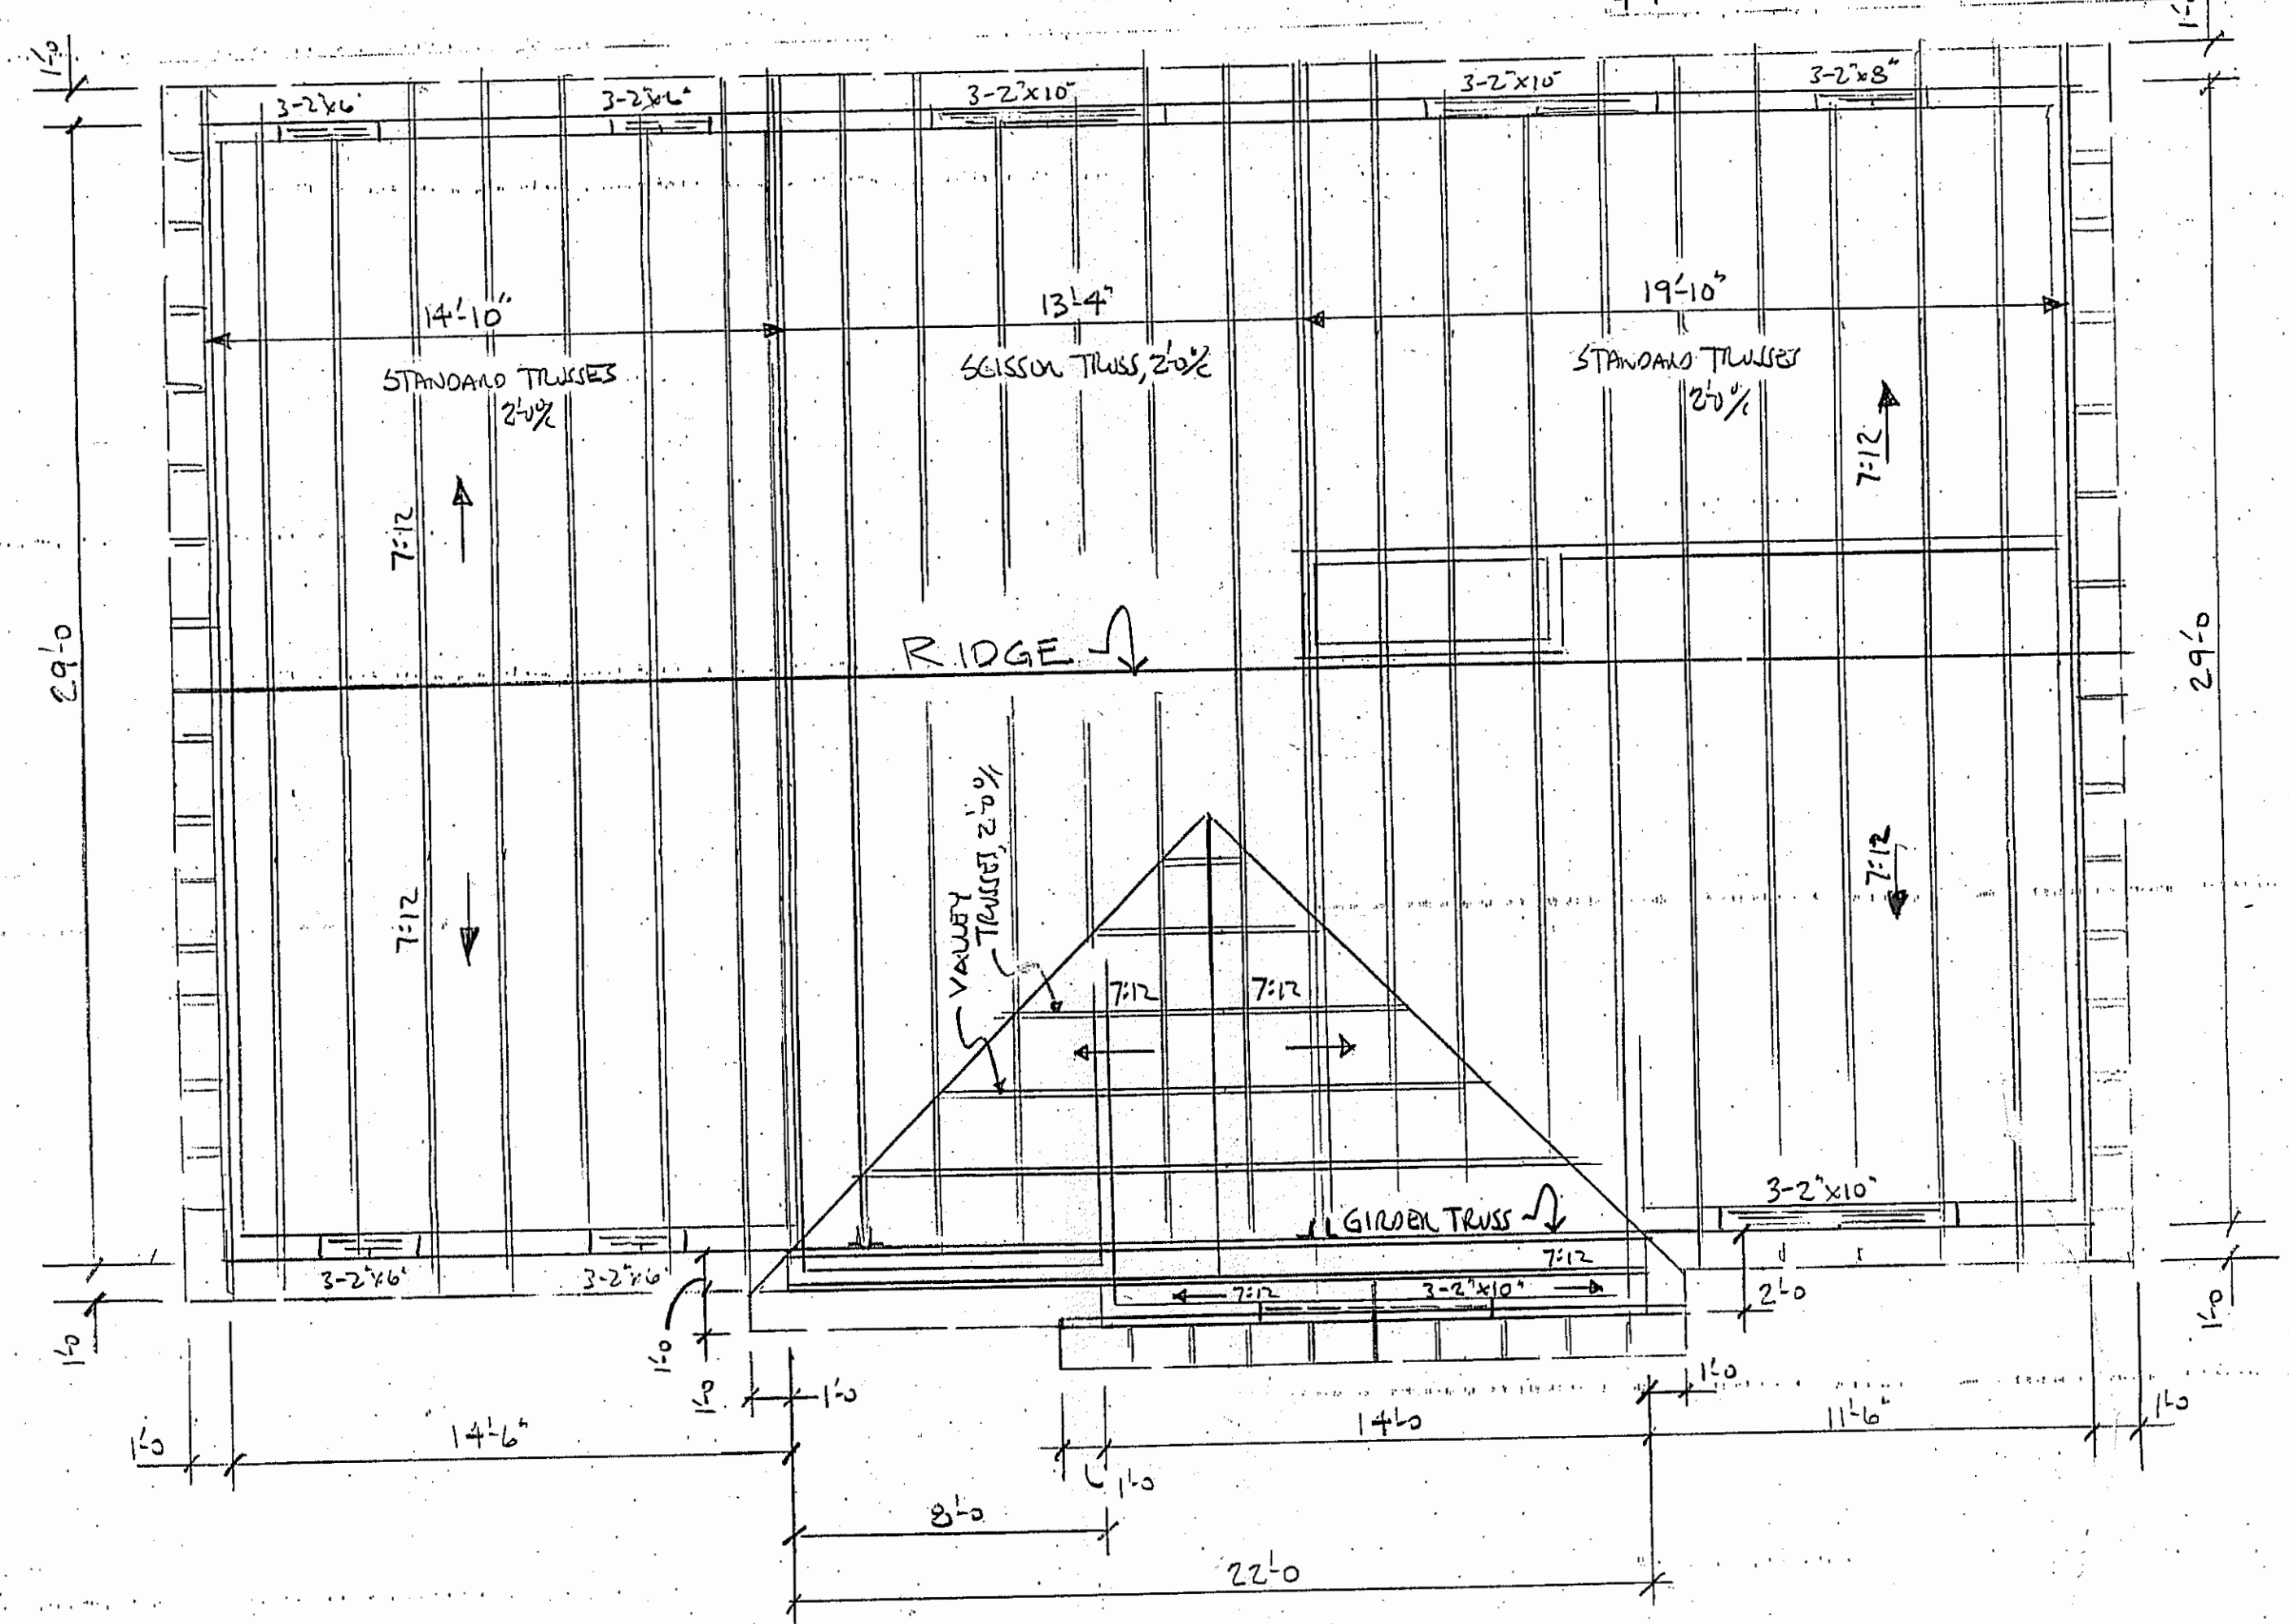 1'-0
1'-0
3-2"x6"
3-2"x6"
3-2"x10"
3-2"x10"
3-2"x8"
14'-10"
13'-4"
19'-10"
STANDARD TRUSSES
2'-0"/c
SCISSOR TRUSS, 2'-0"/c
STANDARD TRUSSES
2'-0"/c
7:12
7:12
29'-0
RIDGE
29'-0
VALLEY
TRUSSES, 2'-0"/c
7:12
7:12
7:12
7:12
3-2"x10"
GIRDER TRUSS
7:12
3-2"x6"
3-2"x6"
7:12
3-2"x10"
2'-0
1'-0
1'-0
1'-0
1'-0
1'-0
1'-0
1'-0
14'-6"
14'-0
11'-6"
1'-0
1'-0
8'-0
22'-0